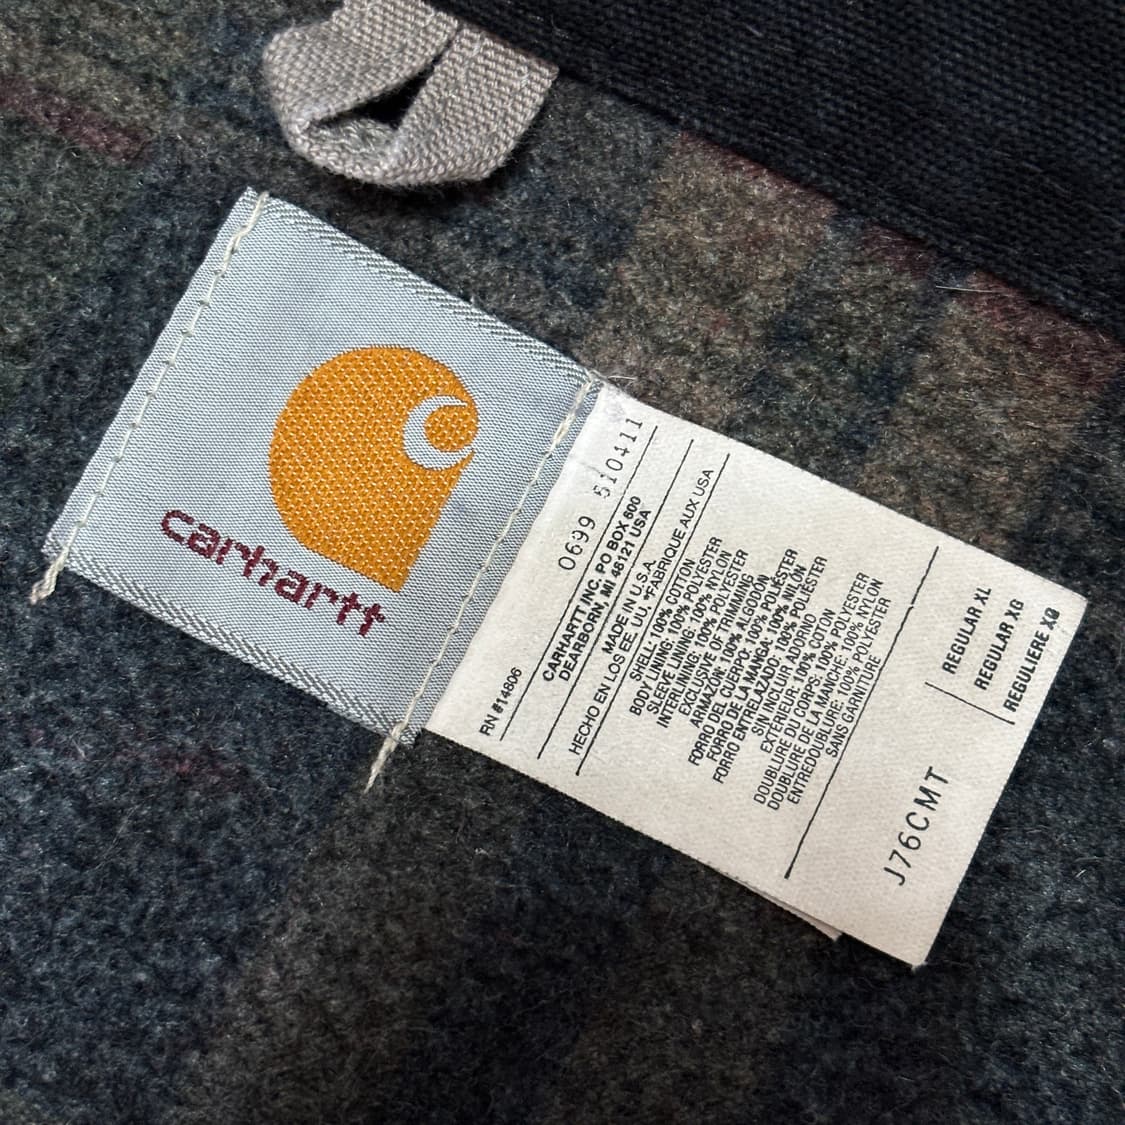 carhartt
0699 510411
RN #14806
CARHARTT INC. PO BOX 600
DEARBORN, MI 48121 USA
MADE IN U.S.A.
HECHO EN LOS EE. UU. *FABRIQUE AUX USA
SHELL: 100% COTTON
BODY LINING: 100% POLYESTER
SLEEVE LINING: 100% NYLON
INTERLINING: 100% POLYESTER
EXCLUSIVE OF TRIMMING
ARMAZON: 100% ALGODON
FORRO DEL CUERPO: 100% POLESTER
FORRO DE LA MANGA: 100% NILON
FORRO ENTRELAZADO: 100% POLIESTER
SIN INCLUIR ADORNO
EXTERIEUR: 100% COTON
DOUBLURE DU CORPS: 100% POLYESTER
DOUBLURE DE LA MANCHE: 100% NYLON
ENTREDOUBLURE: 100% POLYESTER
SANS GARNITURE
REGULAR XL
REGULAR XG
REGULIERE XG
J76CMT